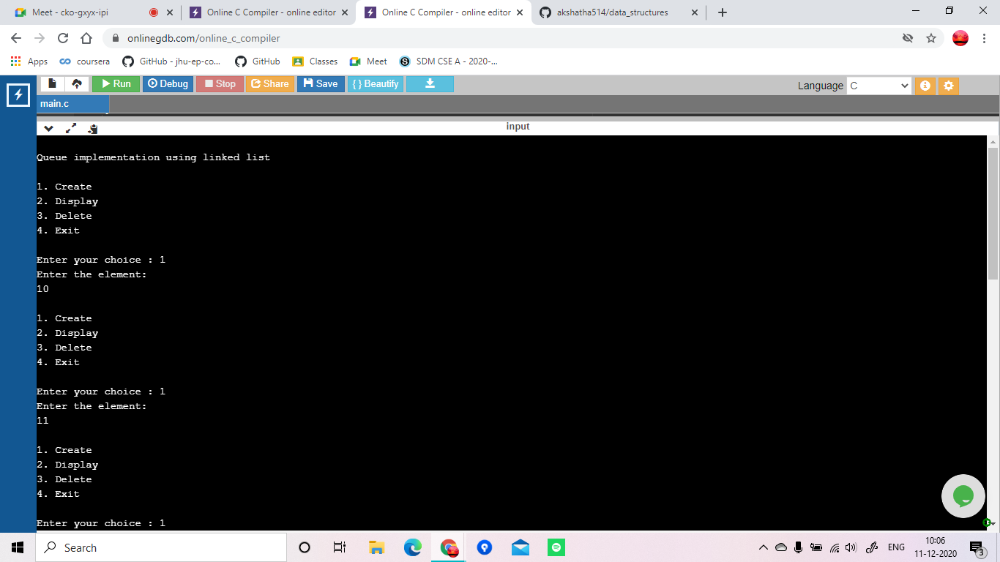 Meet - cko-gxyx-ipi
Online C Compiler - online editor
Online C Compiler - online editor
akshatha514/data_structures
onlinegdb.com/online_c_compiler
Apps
coursera
GitHub - jhu-ep-co...
GitHub
Classes
Meet
SDM CSE A - 2020-...
Run
Debug
Stop
Share
Save
{ } Beautify
Language
C
main.c
input
Queue implementation using linked list
1. Create
2. Display
3. Delete
4. Exit
Enter your choice : 1
Enter the element:
10
1. Create
2. Display
3. Delete
4. Exit
Enter your choice : 1
Enter the element:
11
1. Create
2. Display
3. Delete
4. Exit
Enter your choice : 1
Search
ENG
10:06
11-12-2020
3